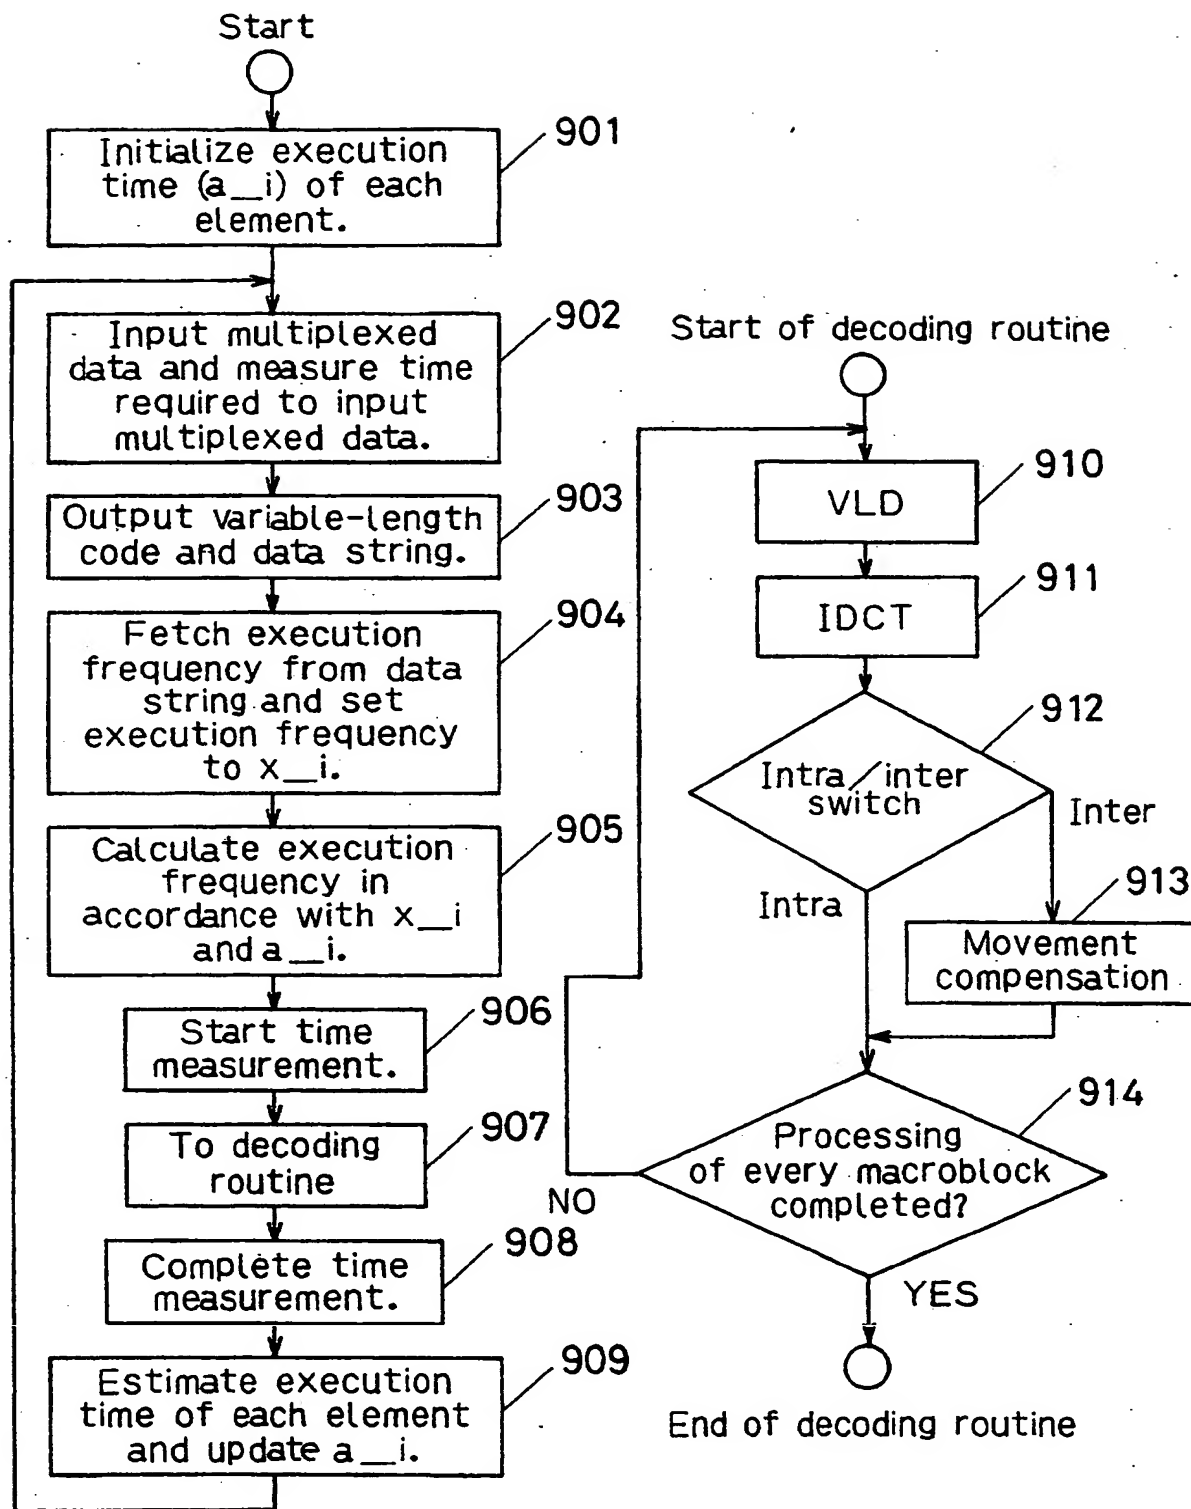 Start
901
Initialize execution
time (a__i) of each
element.
902
Input multiplexed
data and measure time
required to input
multiplexed data.
903
Output variable-length
code and data string.
904
Fetch execution
frequency from data
string and set
execution frequency
to x__i.
905
Calculate execution
frequency in
accordance with x__i
and a__i.
906
Start time
measurement.
907
To decoding
routine
908
Complete time
measurement.
909
Estimate execution
time of each element
and update a__i.
Start of decoding routine
910
VLD
911
IDCT
912
Intra/inter
switch
Inter
Intra
913
Movement
compensation
914
Processing
of every macroblock
completed?
NO
YES
End of decoding routine